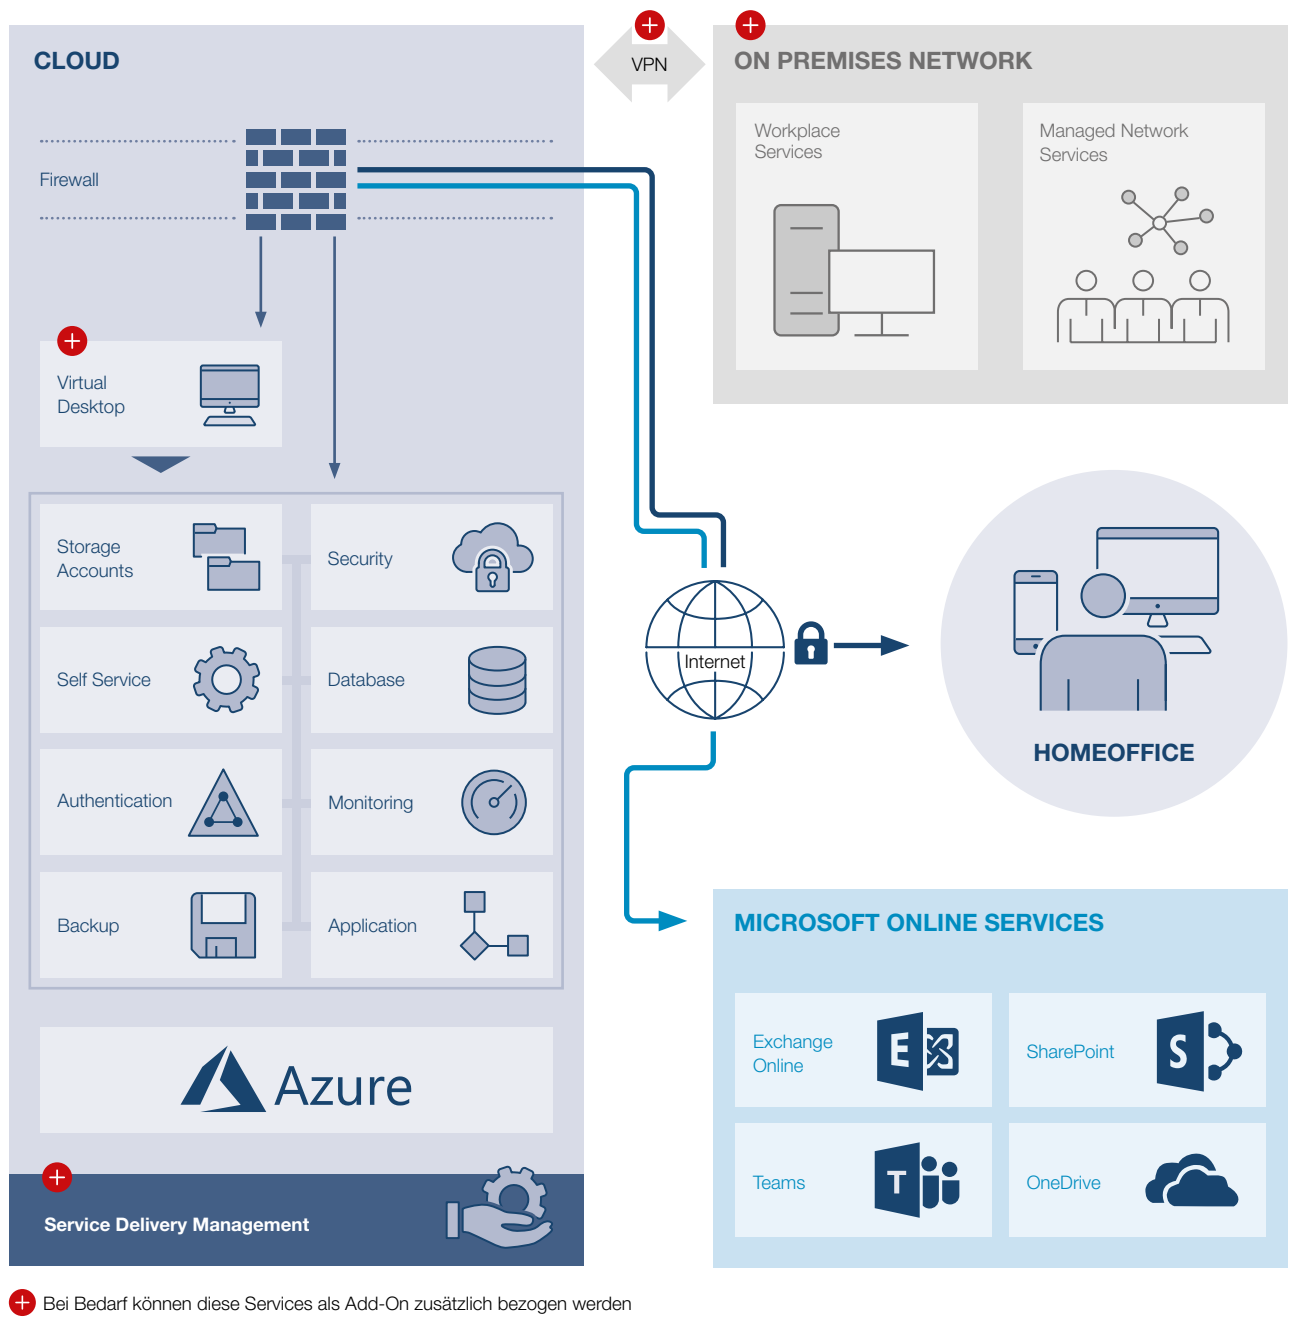 CLOUD
VPN
ON PREMISES NETWORK
Workplace
Services
Managed Network
Services
Firewall
Virtual
Desktop
Storage
Accounts
Security
Self Service
Database
Authentication
Monitoring
Backup
Application
Azure
Service Delivery Management
Internet
HOMEOFFICE
MICROSOFT ONLINE SERVICES
Exchange
Online
E
SharePoint
S
Teams
T
OneDrive
Bei Bedarf können diese Services als Add-On zusätzlich bezogen werden